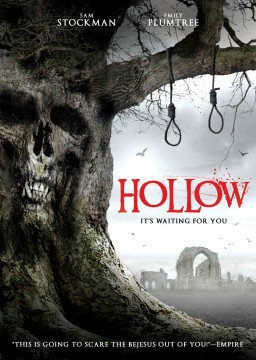 SAM STOCKMAN
EMILY PLUMTREE
HOLLOW
IT'S WAITING FOR YOU
"THIS IS GOING TO SCARE THE BEJESUS OUT OF YOU!" —EMPIRE